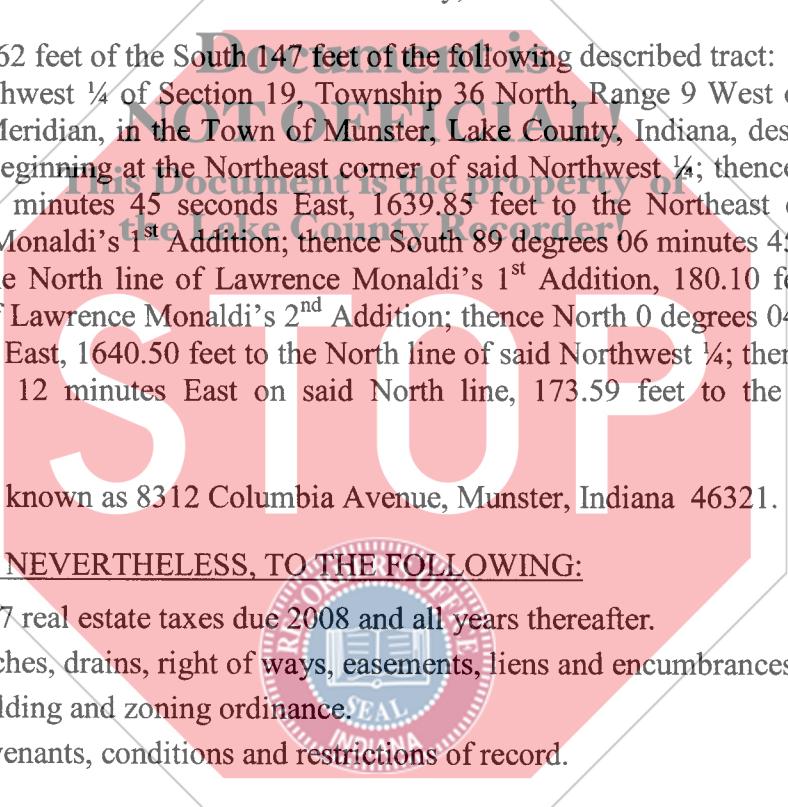 62 feet of the South 147 feet of the following described tract:
hwest ¼ of Section 19, Township 36 North, Range 9 West
Meridian, in the Town of Munster, Lake County, Indiana, des
eginning at the Northeast corner of said Northwest ¼; thence
minutes 45 seconds East, 1639.85 feet to the Northeast
Monaldi's 1st Addition; thence South 89 degrees 06 minutes 45
e North line of Lawrence Monaldi's 1st Addition, 180.10 fe
f Lawrence Monaldi's 2nd Addition; thence North 0 degrees 04
East, 1640.50 feet to the North line of said Northwest ¼; then
12 minutes East on said North line, 173.59 feet to the
known as 8312 Columbia Avenue, Munster, Indiana 46321.
NEVERTHELESS, TO THE FOLLOWING:
7 real estate taxes due 2008 and all years thereafter.
ches, drains, right of ways, easements, liens and encumbrances
lding and zoning ordinance.
venants, conditions and restrictions of record.
Document is
NOT OFFICIAL!
This Document is the property of
the Lake County Recorder!
STOP
RECORDER'S OFFICE
SEAL
INDIANA